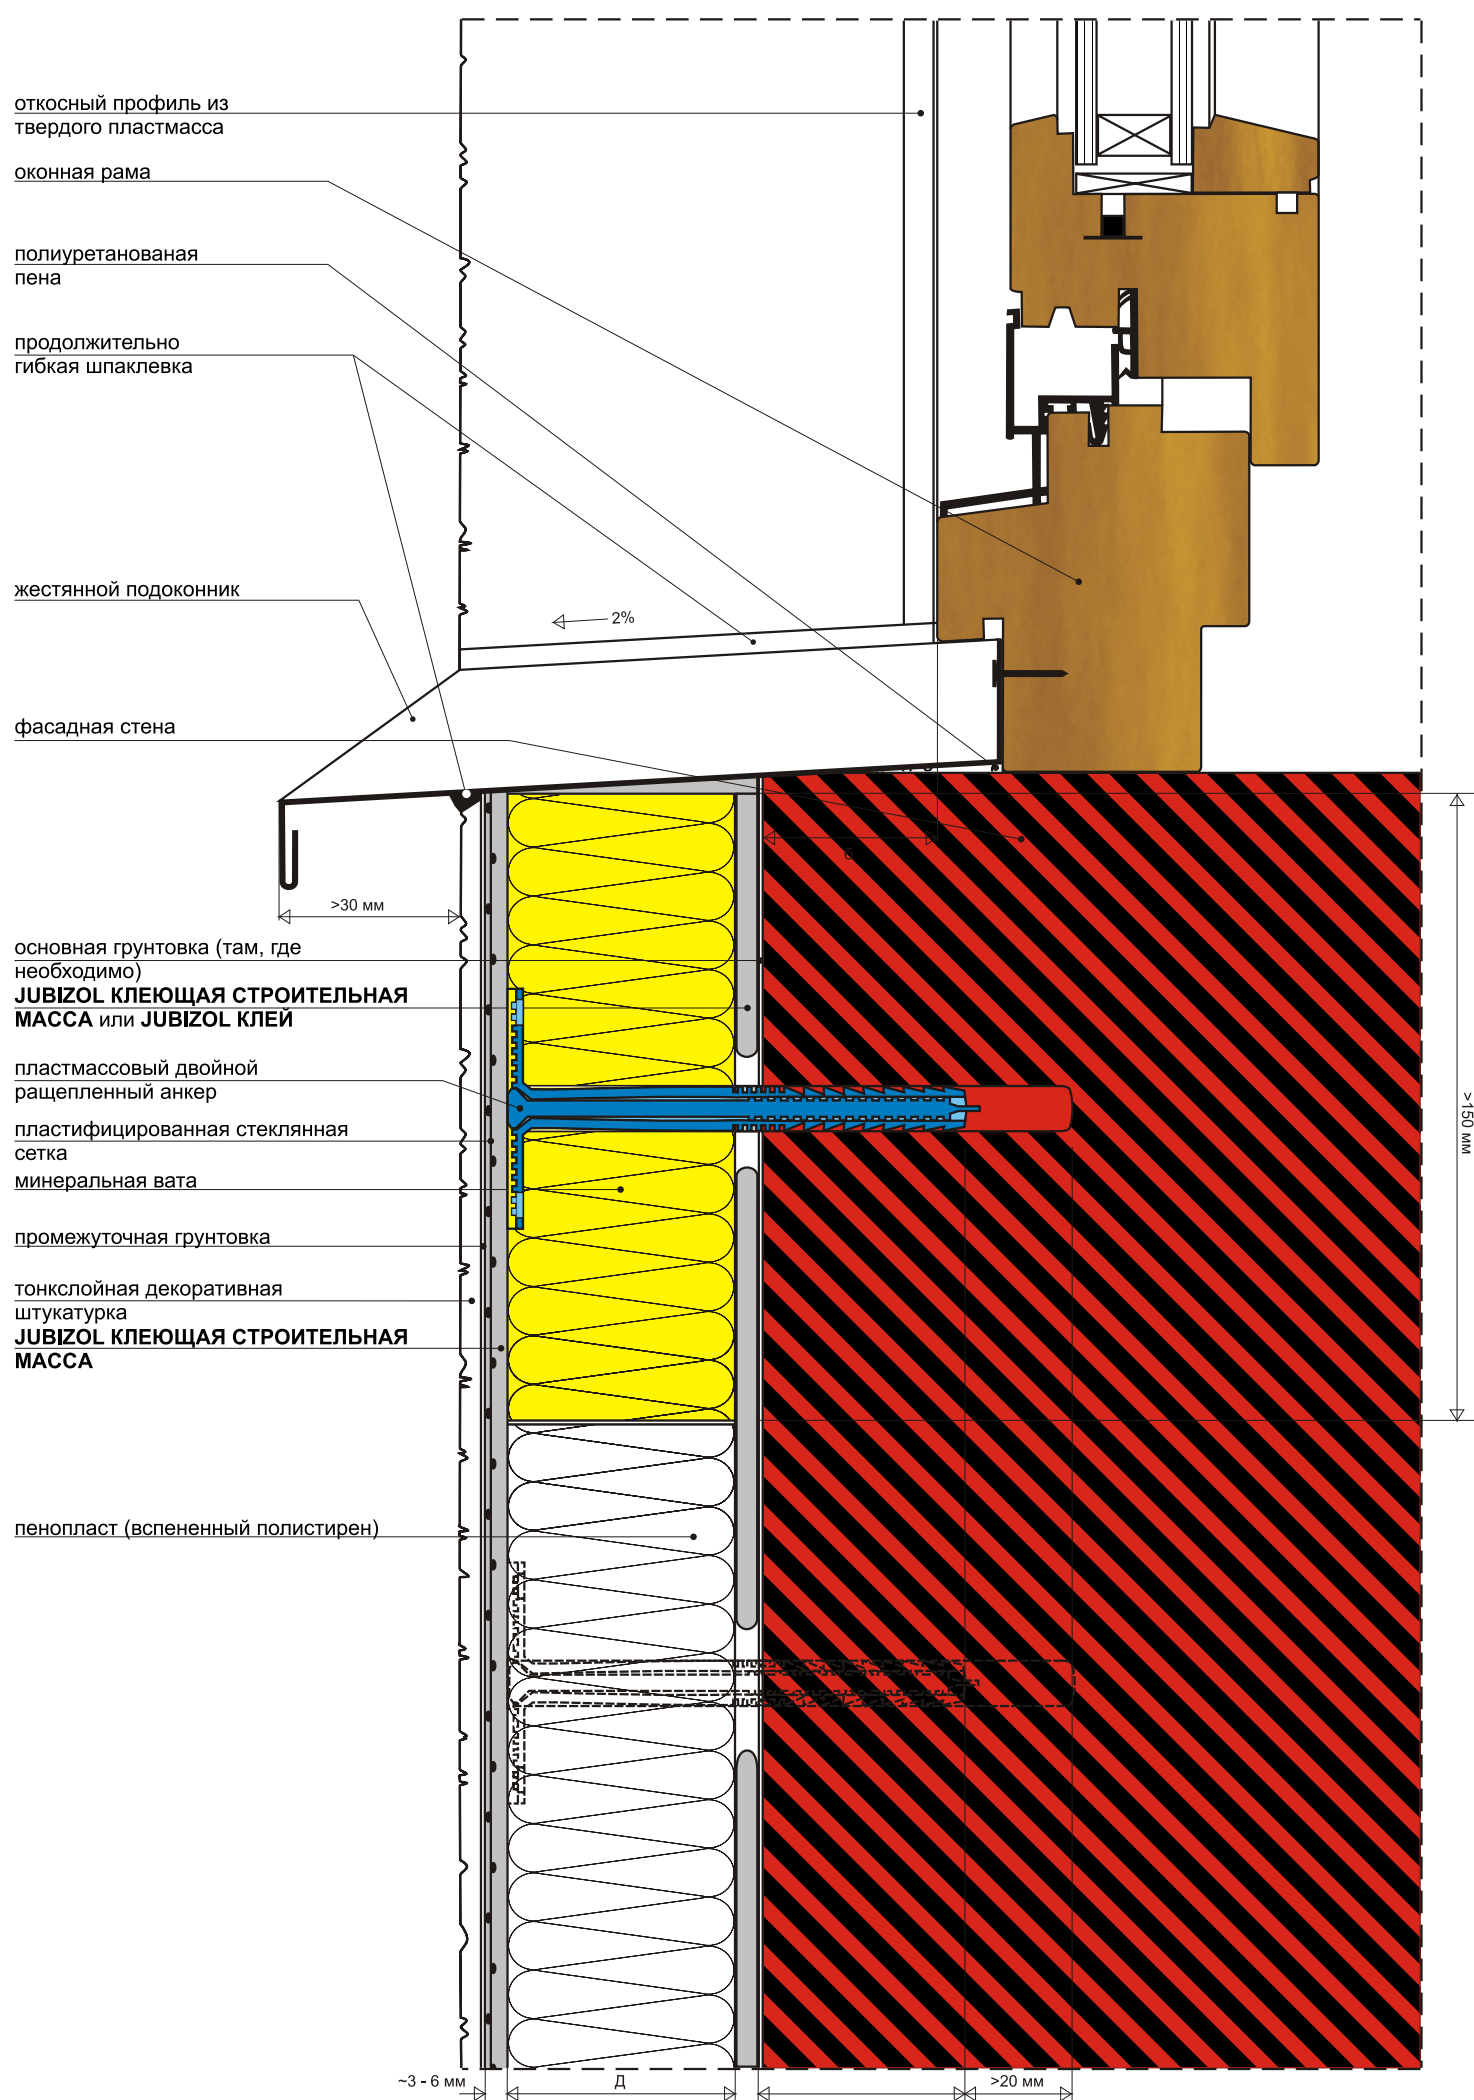 откосный профиль из
твердого пластмасса
оконная рама
полиуретанованая
пена
продолжительно
гибкая шпаклевка
жестянной подоконник
2%
фасадная стена
б
>30 мм
основная грунтовка (там, где
необходимо)
JUBIZOL КЛЕЮЩАЯ СТРОИТЕЛЬНАЯ
МАССА или JUBIZOL КЛЕЙ
пластмассовый двойной
ращепленный анкер
>150 мм
пластифицированная стеклянная
сетка
минеральная вата
промежуточная грунтовка
тонкслойная декоративная
штукатурка
JUBIZOL КЛЕЮЩАЯ СТРОИТЕЛЬНАЯ
МАССА
пенопласт (вспененный полистирен)
~3 - 6 мм
Д
>20 мм